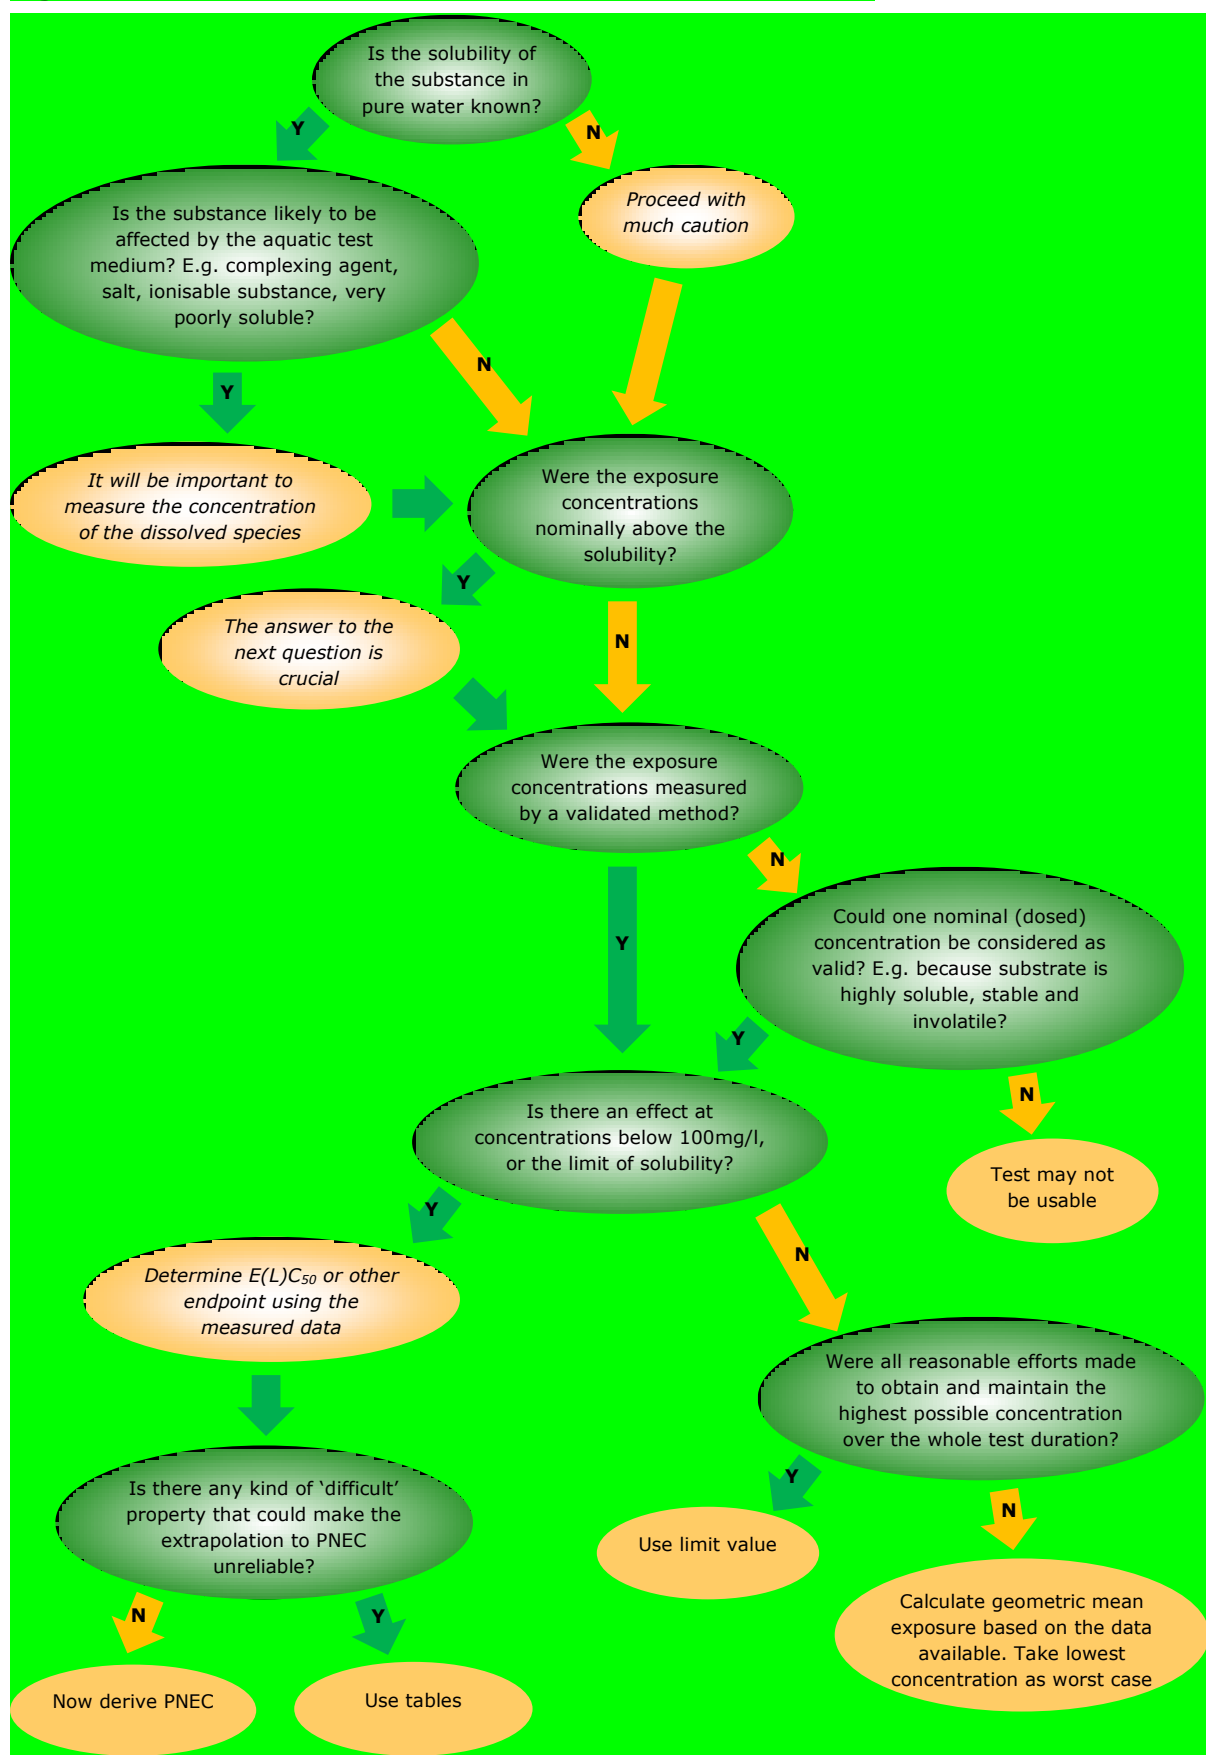 Is the solubility of
the substance in
pure water known?
Y
N
Is the substance likely to be
affected by the aquatic test
medium? E.g. complexing agent,
salt, ionisable substance, very
poorly soluble?
Proceed with
much caution
N
Y
It will be important to
measure the concentration
of the dissolved species
Were the exposure
concentrations
nominally above the
solubility?
Y
The answer to the
next question is
crucial
N
Were the exposure
concentrations measured
by a validated method?
N
Y
Could one nominal (dosed)
concentration be considered as
valid? E.g. because substrate is
highly soluble, stable and
involatile?
Y
N
Is there an effect at
concentrations below 100mg/l,
or the limit of solubility?
Test may not
be usable
Y
N
Determine E(L)C50 or other
endpoint using the
measured data
Were all reasonable efforts made
to obtain and maintain the
highest possible concentration
over the whole test duration?
Is there any kind of ‘difficult’
property that could make the
extrapolation to PNEC
unreliable?
Y
N
Use limit value
Calculate geometric mean
exposure based on the data
available. Take lowest
concentration as worst case
N
Y
Now derive PNEC
Use tables